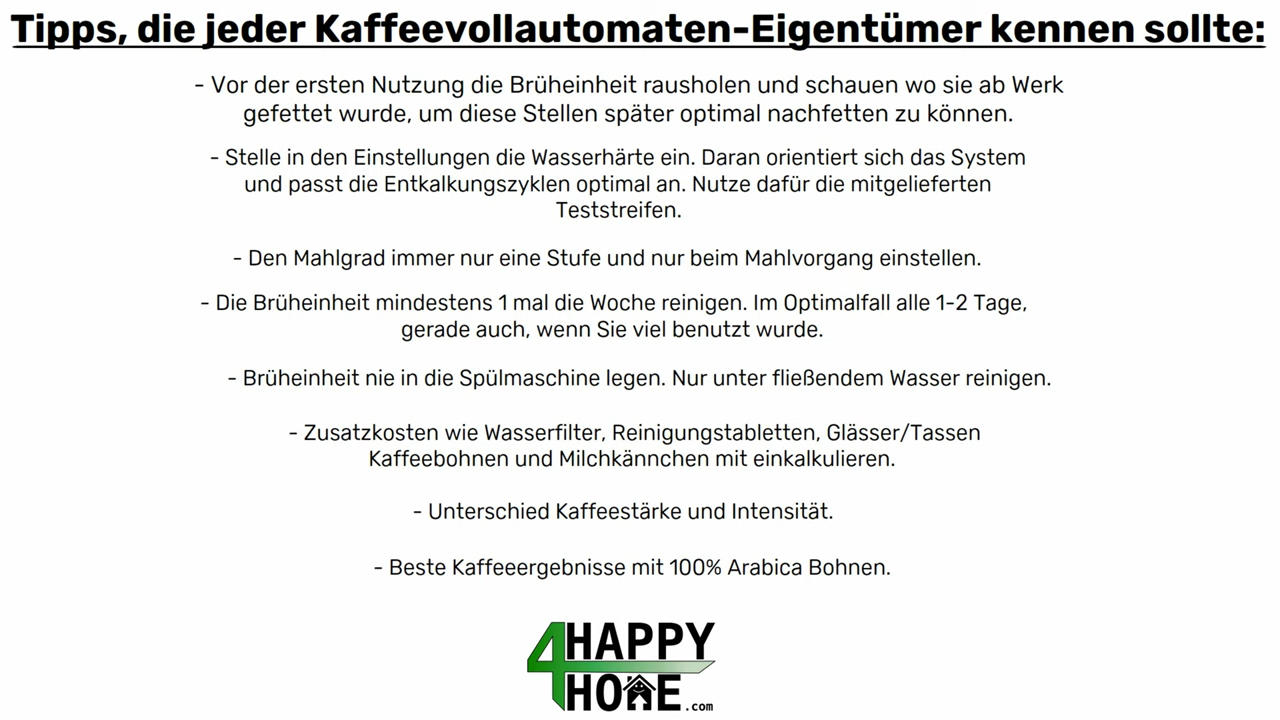 Tipps, die jeder Kaffeevollautomaten-Eigentümer kennen sollte:
- Vor der ersten Nutzung die Brüheinheit rausholen und schauen wo sie ab Werk
gefettet wurde, um diese Stellen später optimal nachfetten zu können.
- Stelle in den Einstellungen die Wasserhärte ein. Daran orientiert sich das System
und passt die Entkalkungszyklen optimal an. Nutze dafür die mitgelieferten
Teststreifen.
- Den Mahlgrad immer nur eine Stufe und nur beim Mahlvorgang einstellen.
- Die Brüheinheit mindestens 1 mal die Woche reinigen. Im Optimalfall alle 1-2 Tage,
gerade auch, wenn Sie viel benutzt wurde.
- Brüheinheit nie in die Spülmaschine legen. Nur unter fließendem Wasser reinigen.
- Zusatzkosten wie Wasserfilter, Reinigungstabletten, Glässer/Tassen
Kaffeebohnen und Milchkännchen mit einkalkulieren.
- Unterschied Kaffeestärke und Intensität.
- Beste Kaffeeergebnisse mit 100% Arabica Bohnen.
4HAPPY
HOME.com